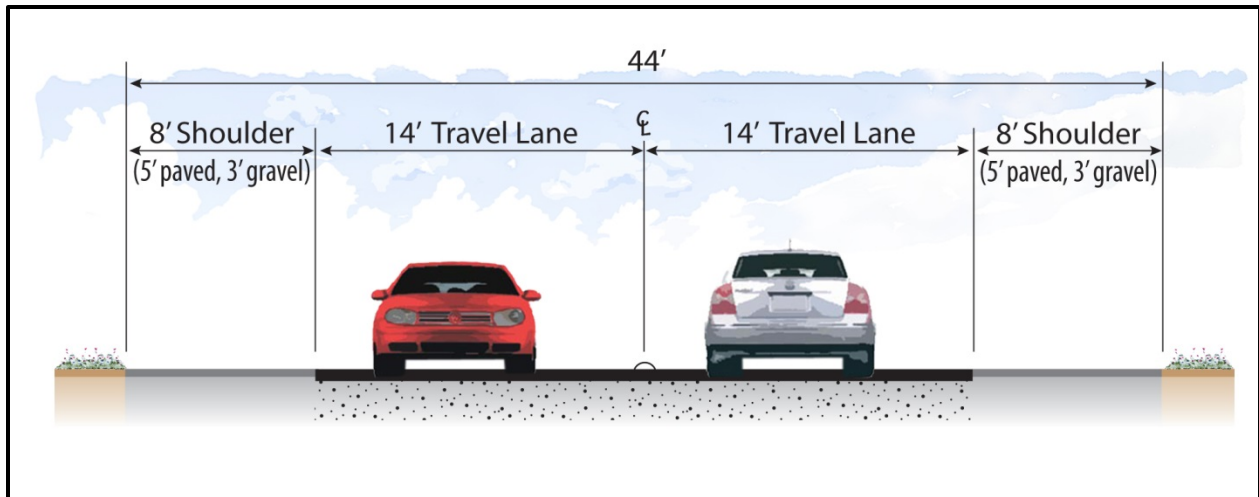 44’
8’ Shoulder
(5’ paved, 3’ gravel)
14’ Travel Lane
℄
14’ Travel Lane
8’ Shoulder
(5’ paved, 3’ gravel)